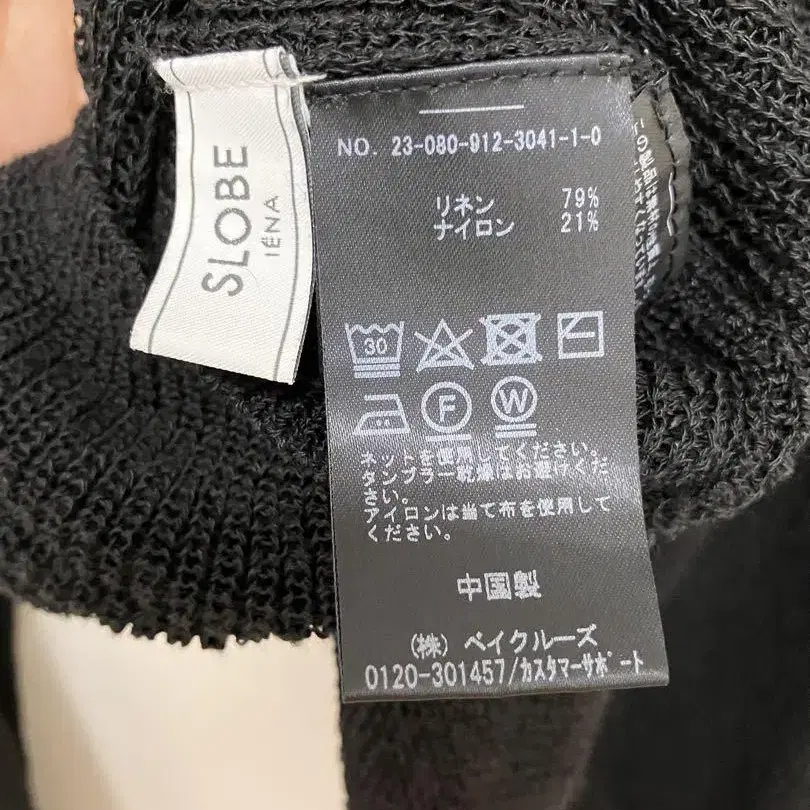 SLOBE
IÉNA
NO. 23-080-912-3041-1-0
リネン 79%
ナイロン 21%
30
F
W
ネットを使用してください。
タンブラー乾燥はお避けくだ
さい。
アイロンは当て布を使用して
ください。
中国製
(株) ベイクルーズ
0120-301457/カスタマーサポート